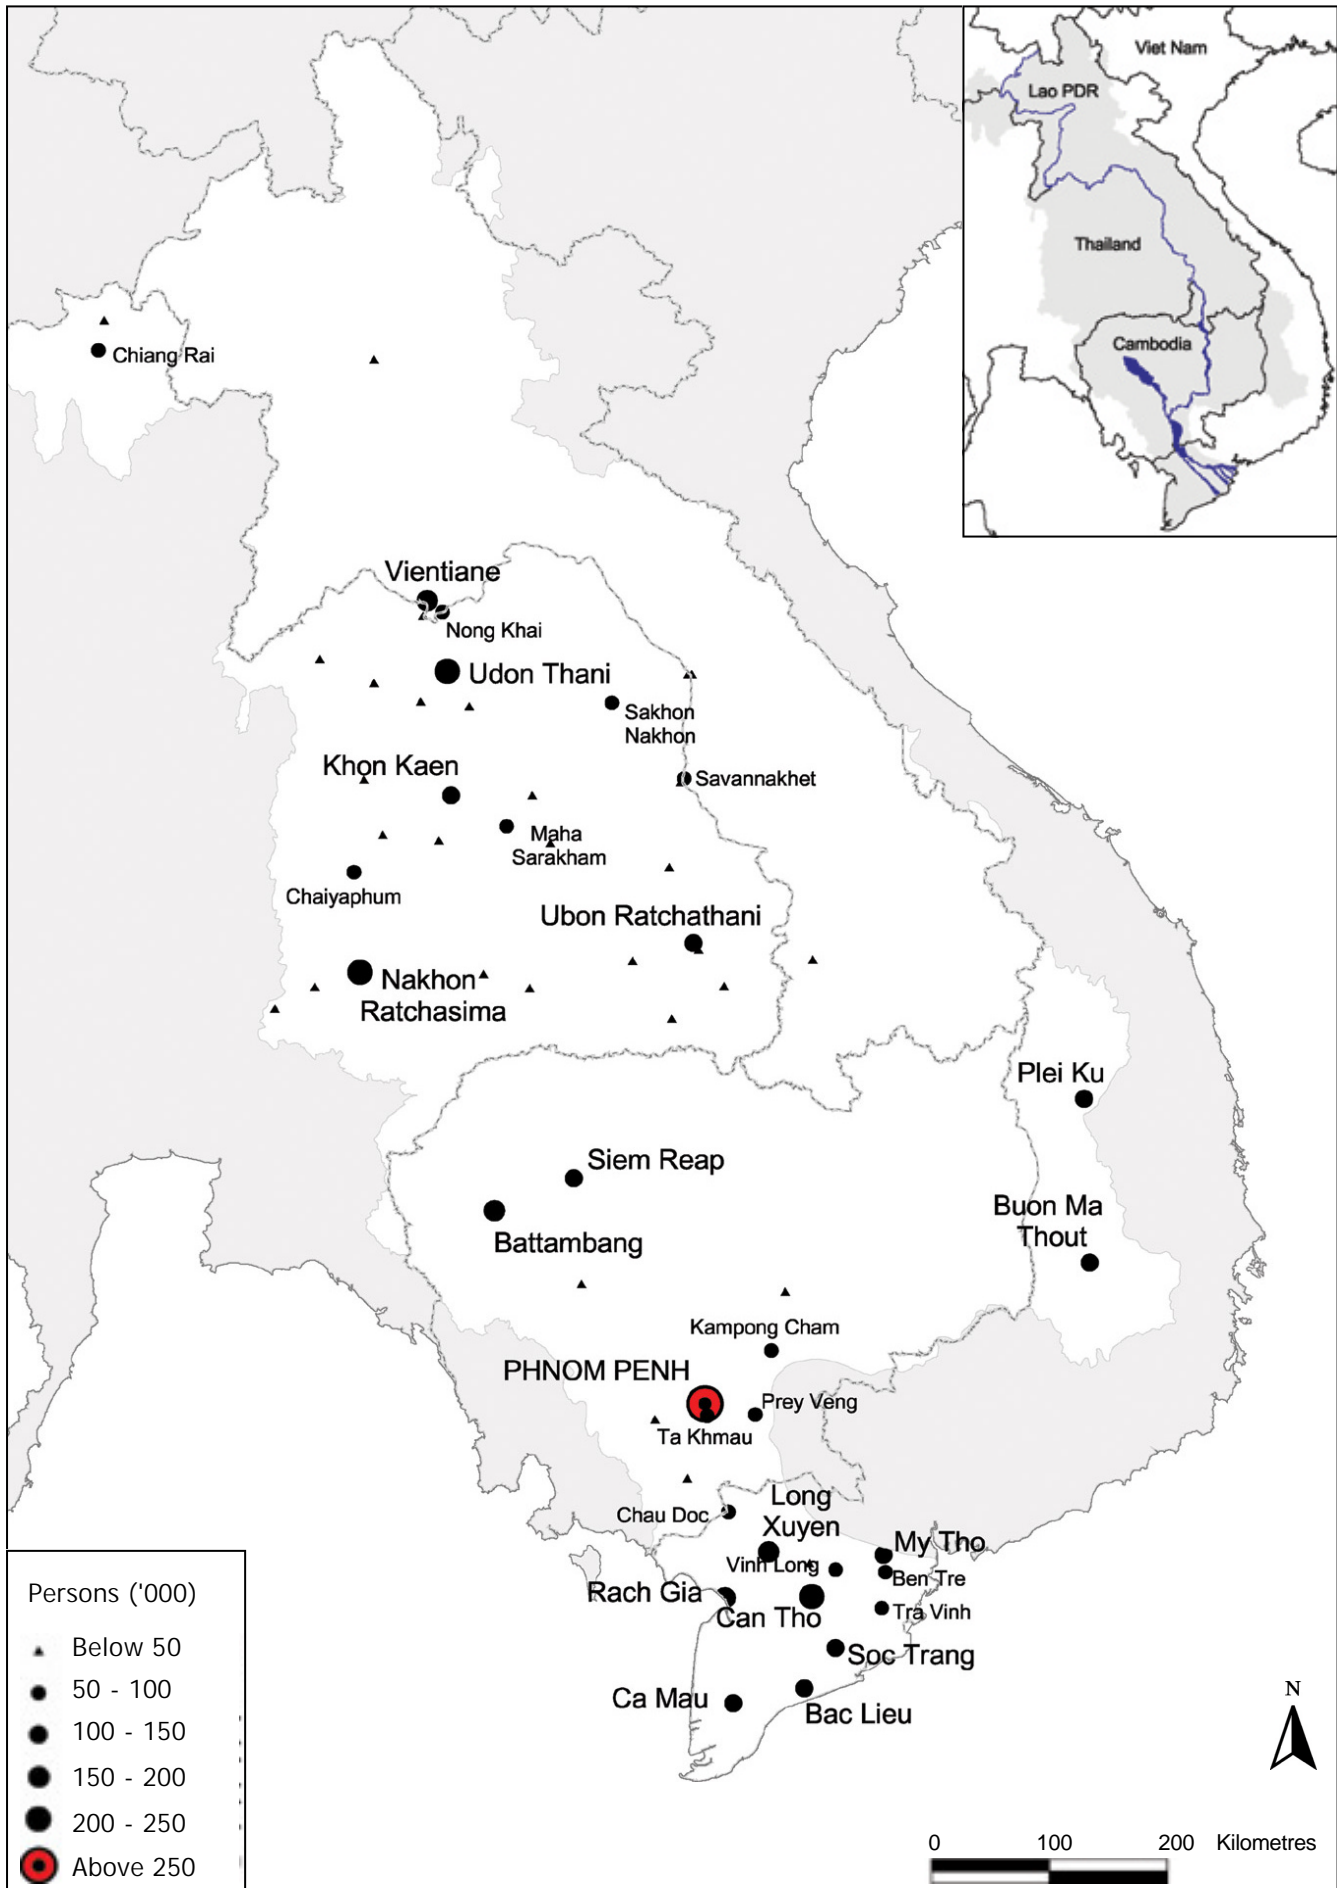 Viet Nam
Lao PDR
Thailand
Cambodia
Chiang Rai
Vientiane
Nong Khai
Udon Thani
Sakhon
Nakhon
Khon Kaen
Savannakhet
Maha
Sarakham
Chaiyaphum
Ubon Ratchathani
Nakhon
Ratchasima
Plei Ku
Siem Reap
Buon Ma
Thout
Battambang
Kampong Cham
PHNOM PENH
Prey Veng
Ta Khmau
Long
Xuyen
Chau Doc
My Tho
Vinh Long
Ben Tre
Rach Gia
Can Tho
Tra Vinh
Soc Trang
Ca Mau
Bac Lieu
Persons ('000)
Below 50
50 - 100
100 - 150
150 - 200
200 - 250
Above 250
N
0 100 200 Kilometres